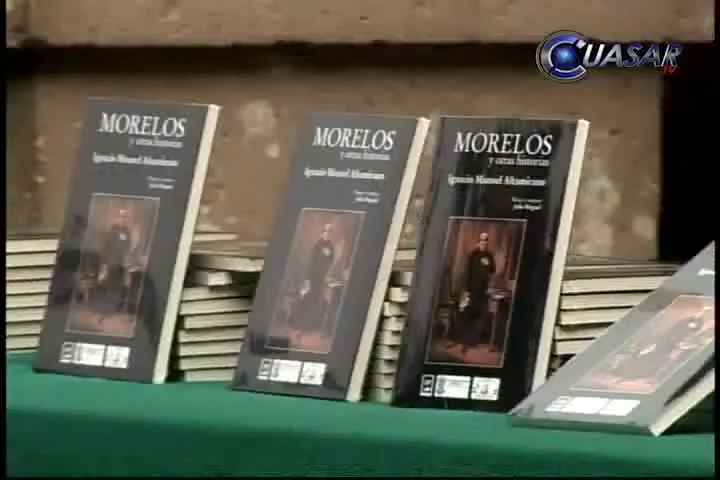 CUASAR TV
MORELOS
y otras historias
Ignacio Manuel Altamirano
MORELOS
y otras historias
Ignacio Manuel Altamirano
MORELOS
y otras historias
Ignacio Manuel Altamirano